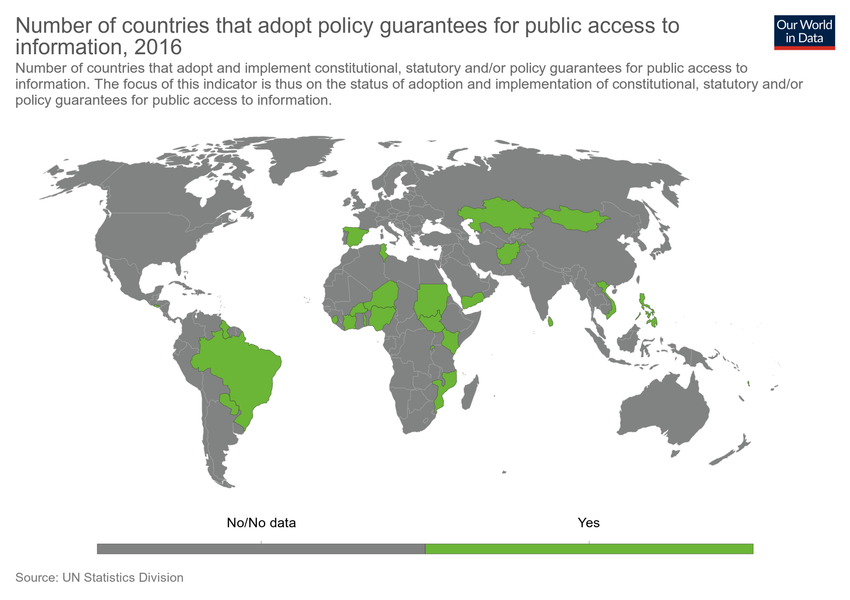 Number of countries that adopt policy guarantees for public access to
information, 2016
Our World
in Data
Number of countries that adopt and implement constitutional, statutory and/or policy guarantees for public access to
information. The focus of this indicator is thus on the status of adoption and implementation of constitutional, statutory and/or
policy guarantees for public access to information.
No/No data
Yes
Source: UN Statistics Division